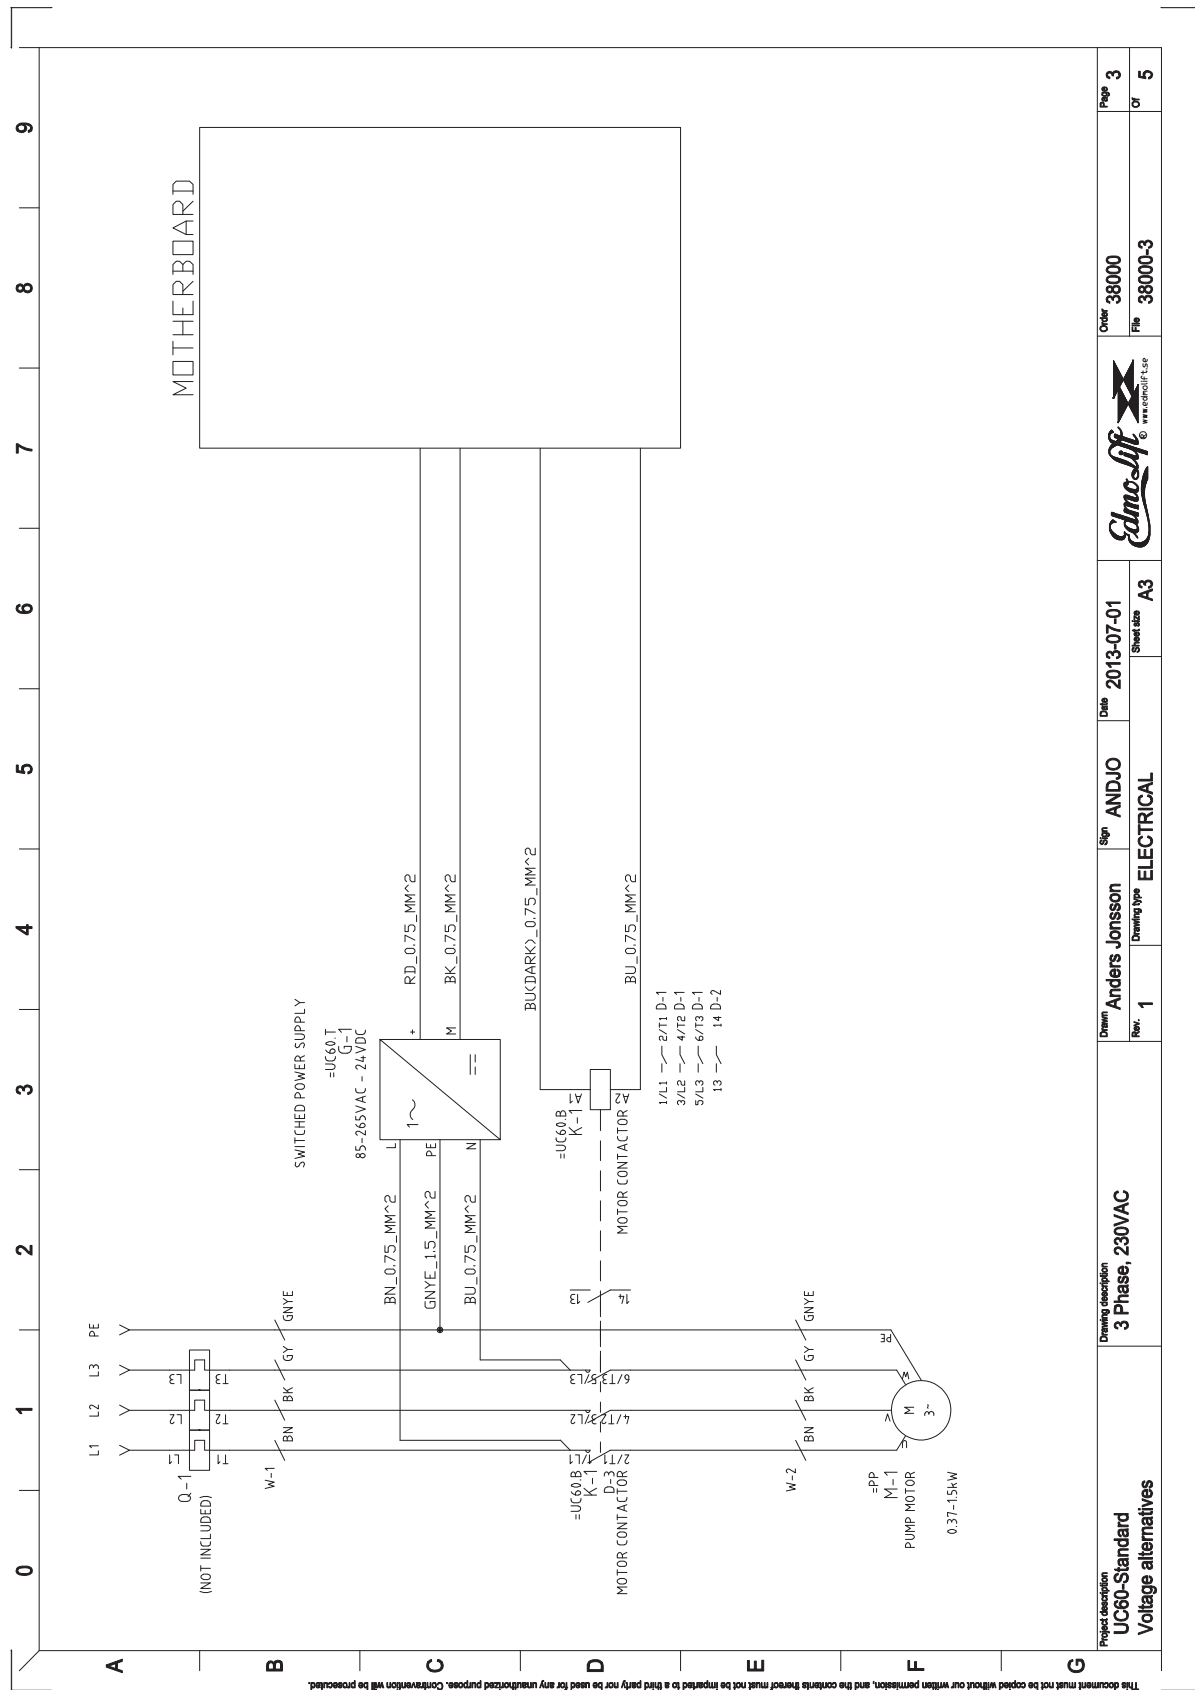 0 1 2 3 4 5 6 7 8 9
A
B
C
D
E
F
G
L1 L2 L3 PE
Q-1
(NOT INCLUDED)
L1 L2 L3
T1 T2 T3
W-1
BN BK GY GNYE
SWITCHED POWER SUPPLY
=UC60.T
G-1
85-265VAC - 24VDC
L
PE
N
1~
+
M
BN_0.75_MM^2
GNYE_1.5_MM^2
BU_0.75_MM^2
RD_0.75_MM^2
BK_0.75_MM^2
BU(DARK)_0.75_MM^2
BU_0.75_MM^2
MOTHERBOARD
=UC60.B
K-1
A1
A2
MOTOR CONTACTOR
1/L1 2/T1 D-1
3/L2 4/T2 D-1
5/L3 6/T3 D-1
13 14 D-2
=UC60.B
K-1
D-3
MOTOR CONTACTOR
1/L1 3/L2 5/L3 13
2/T1 4/T2 6/T3 14
W-2
BN BK GY GNYE
=PP
M-1
PUMP MOTOR
0.37-1.5kW
U V W PE
M
3~
Project description
UC60-Standard
Voltage alternatives
Drawing description
3 Phase, 230VAC
Drawn Anders Jonsson
Sign ANDJO
Date 2013-07-01
Rev. 1
Drawing type ELECTRICAL
Sheet size A3
EdmoLift ®
www.edmolift.se
Order 38000
File 38000-3
Page 3
Of 5
This document must not be copied without our written permission, and the contents thereof must not be imparted to a third party nor be used for any unauthorized purpose. Contravention will be prosecuted.